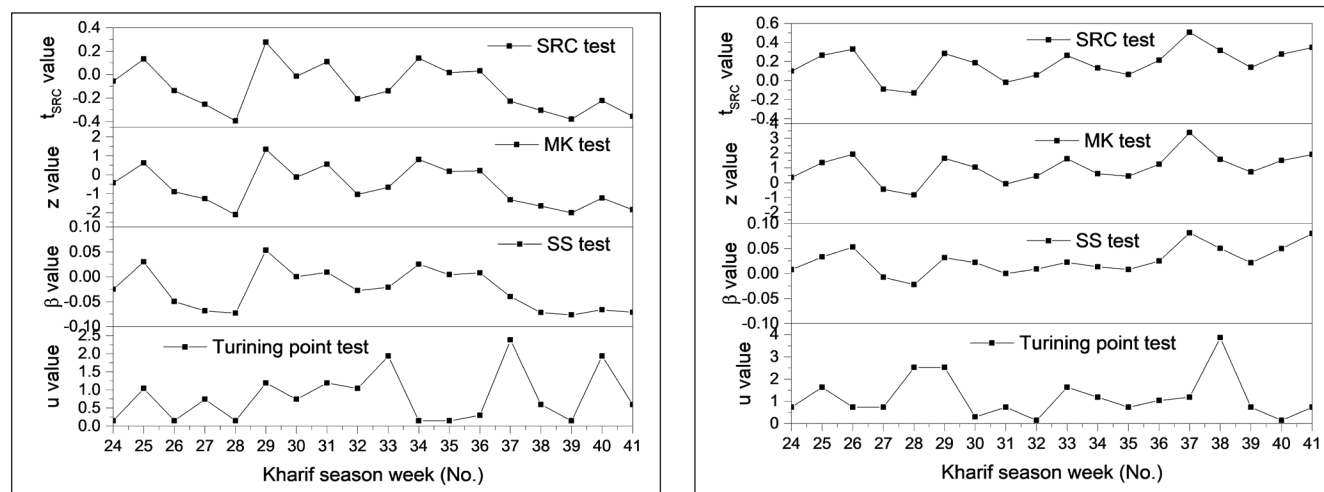 0.4
0.2
0.0
-0.2
-0.4
t_SRC value
SRC test
2
1
0
-1
-2
z value
MK test
0.10
0.05
0.00
-0.05
-0.10
β value
SS test
2.5
2.0
1.5
1.0
0.5
0.0
u value
Turining point test
24 25 26 27 28 29 30 31 32 33 34 35 36 37 38 39 40 41
Kharif season week (No.)
0.6
0.4
0.2
0.0
-0.2
-0.4
t_SRC value
SRC test
4
3
2
1
0
-1
-2
z value
MK test
0.10
0.05
0.00
-0.05
-0.10
β value
SS test
4
3
2
1
0
u value
Turining point test
24 25 26 27 28 29 30 31 32 33 34 35 36 37 38 39 40 41
Kharif season week (No.)